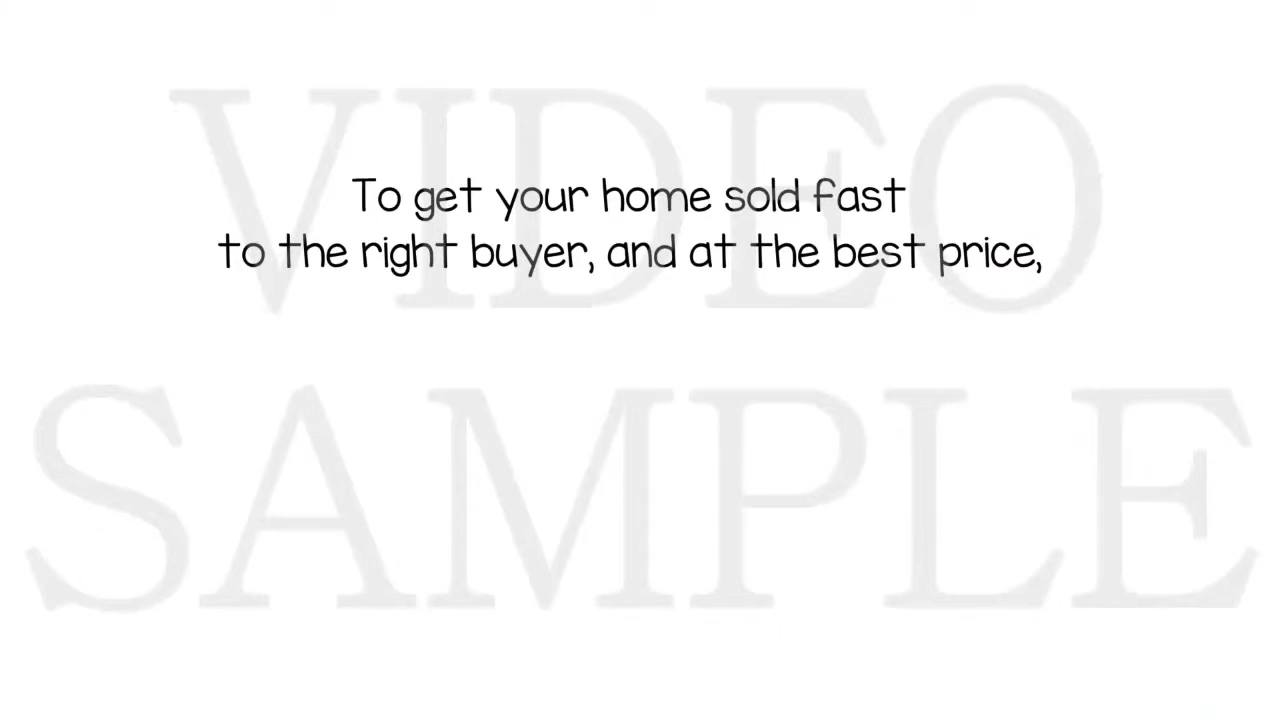 VIDEO
To get your home sold fast
to the right buyer, and at the best price,
SAMPLE